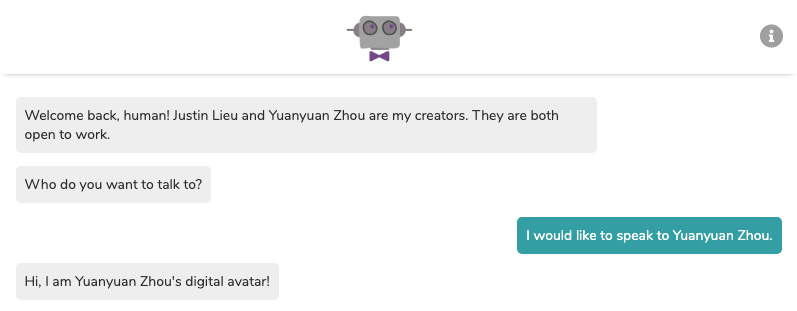 Welcome back, human! Justin Lieu and Yuanyuan Zhou are my creators. They are both
open to work.
Who do you want to talk to?
I would like to speak to Yuanyuan Zhou.
Hi, I am Yuanyuan Zhou's digital avatar!